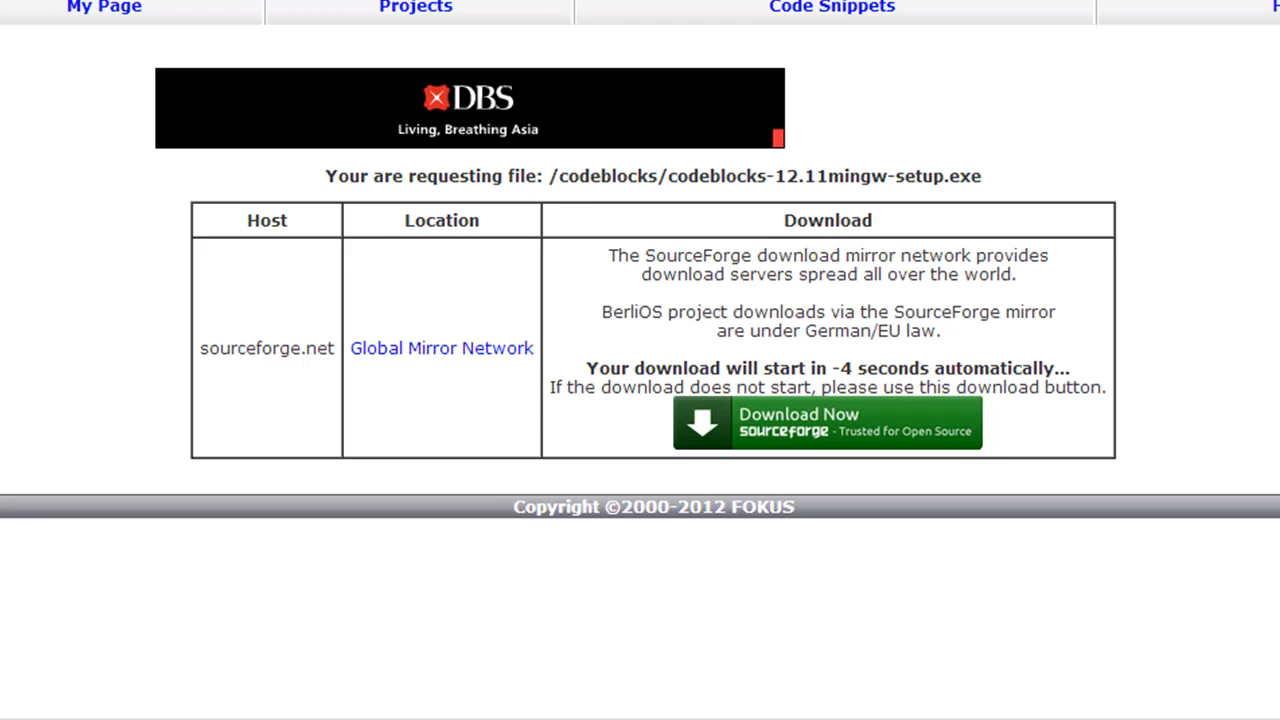 My Page Projects Code Snippets H
DBS
Living, Breathing Asia
Your are requesting file: /codeblocks/codeblocks-12.11mingw-setup.exe
Host Location Download
The SourceForge download mirror network provides
download servers spread all over the world.
BerliOS project downloads via the SourceForge mirror
are under German/EU law.
sourceforge.net Global Mirror Network
Your download will start in -4 seconds automatically...
If the download does not start, please use this download button.
Download Now
sourceforge - Trusted for Open Source
Copyright ©2000-2012 FOKUS